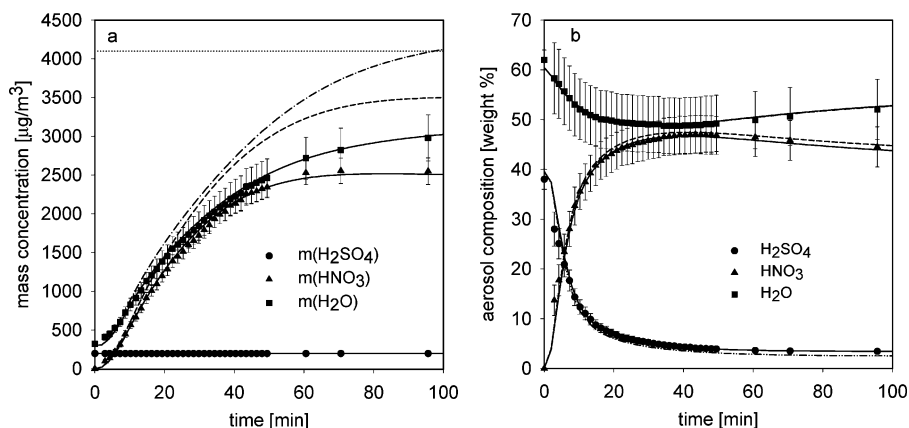 a
mass concentration [µg/m³]
4500
4000
3500
3000
2500
2000
1500
1000
500
0
m(H₂SO₄)
m(HNO₃)
m(H₂O)
0 20 40 60 80 100
time [min]
b
aerosol composition [weight %]
70
60
50
40
30
20
10
0
H₂SO₄
HNO₃
H₂O
0 20 40 60 80 100
time [min]